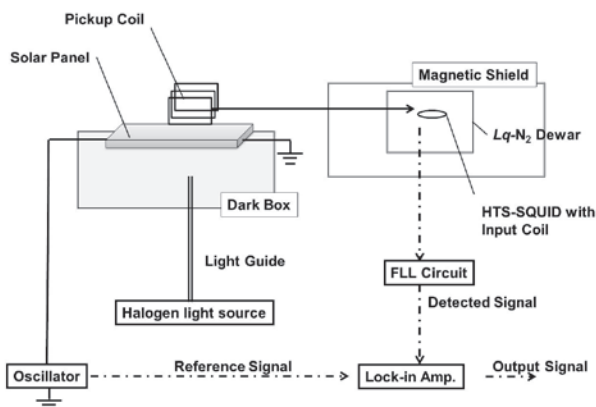 Pickup Coil
Solar Panel
Magnetic Shield
Lq-N2 Dewar
Dark Box
HTS-SQUID with
Input Coil
Light Guide
FLL Circuit
Halogen light source
Detected Signal
Reference Signal
Output Signal
Oscillator
Lock-in Amp.